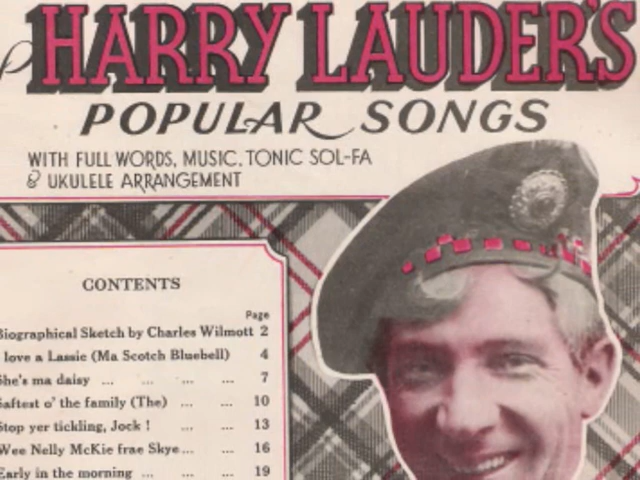 HARRY LAUDER'S
POPULAR SONGS
WITH FULL WORDS, MUSIC, TONIC SOL-FA
& UKULELE ARRANGEMENT
CONTENTS
Page
Biographical Sketch by Charles Wilmott 2
love a Lassie (Ma Scotch Bluebell) 4
She's ma daisy ... ... ... ... 7
Saftest o' the family (The) ... ... 10
Stop yer tickling, Jock ! ... ... 13
Wee Nelly McKie frae Skye ... ... 16
Early in the morning ... ... ... 19